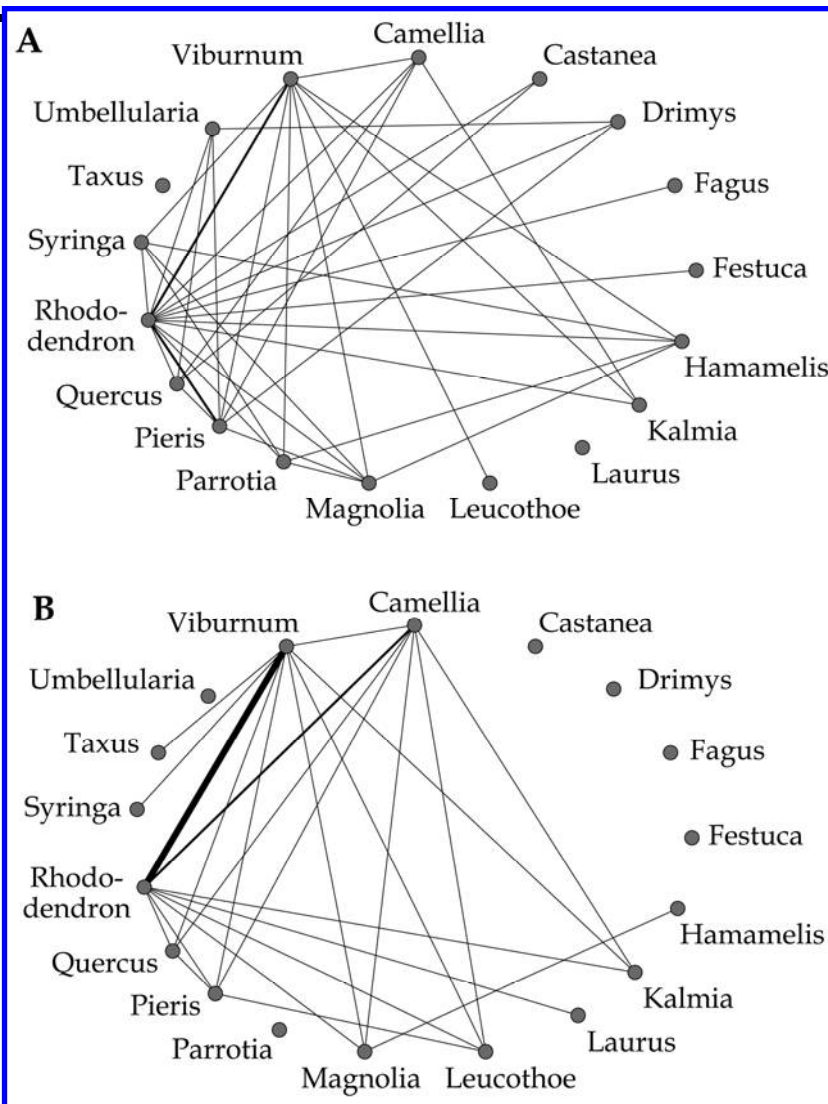 A
Camellia
Viburnum
Castanea
Umbellularia
Drimys
Taxus
Fagus
Syringa
Festuca
Rhodo-
dendron
Hamamelis
Quercus
Kalmia
Pieris
Laurus
Parrotia
Magnolia
Leucothoe
B
Camellia
Viburnum
Castanea
Umbellularia
Drimys
Taxus
Fagus
Syringa
Festuca
Rhodo-
dendron
Hamamelis
Quercus
Kalmia
Pieris
Laurus
Parrotia
Magnolia
Leucothoe